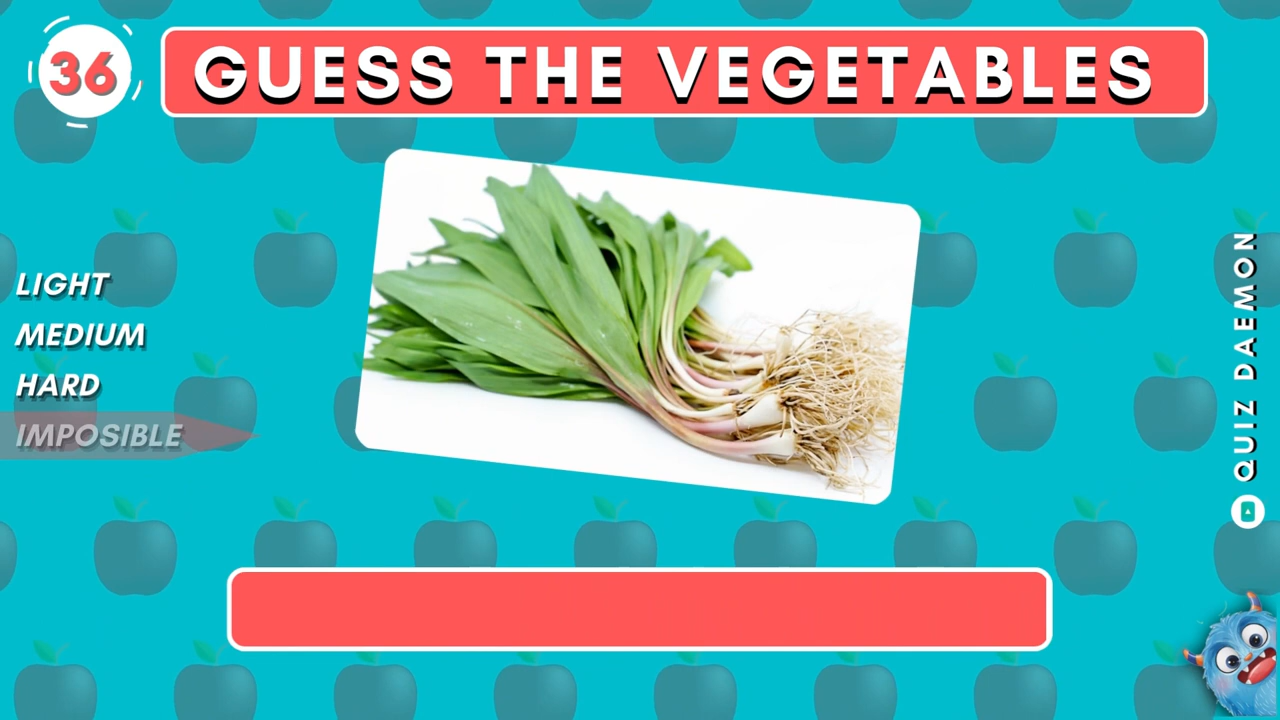 36
GUESS THE VEGETABLES
LIGHT
MEDIUM
HARD
IMPOSIBLE
QUIZ DAEMON